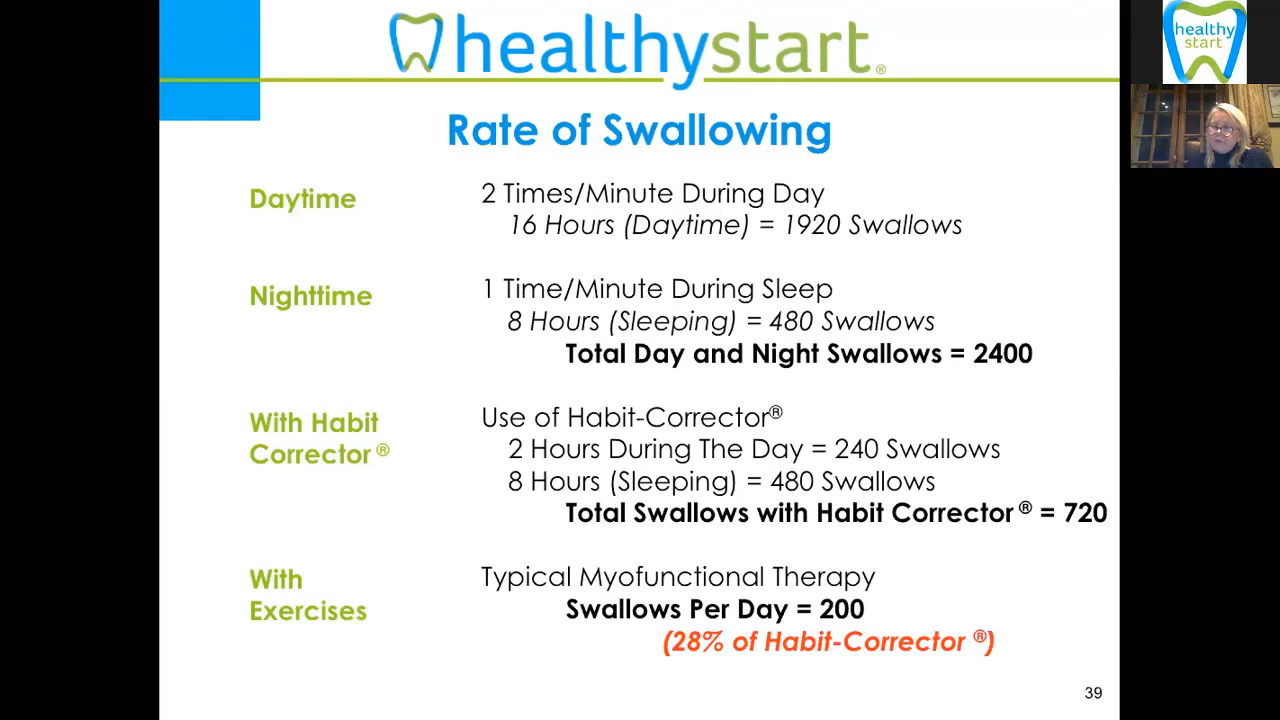 healthystart®
healthy
start
Rate of Swallowing
Daytime
2 Times/Minute During Day
16 Hours (Daytime) = 1920 Swallows
Nighttime
1 Time/Minute During Sleep
8 Hours (Sleeping) = 480 Swallows
Total Day and Night Swallows = 2400
With Habit
Corrector ®
Use of Habit-Corrector®
2 Hours During The Day = 240 Swallows
8 Hours (Sleeping) = 480 Swallows
Total Swallows with Habit Corrector ® = 720
With
Exercises
Typical Myofunctional Therapy
Swallows Per Day = 200
(28% of Habit-Corrector ®)
39